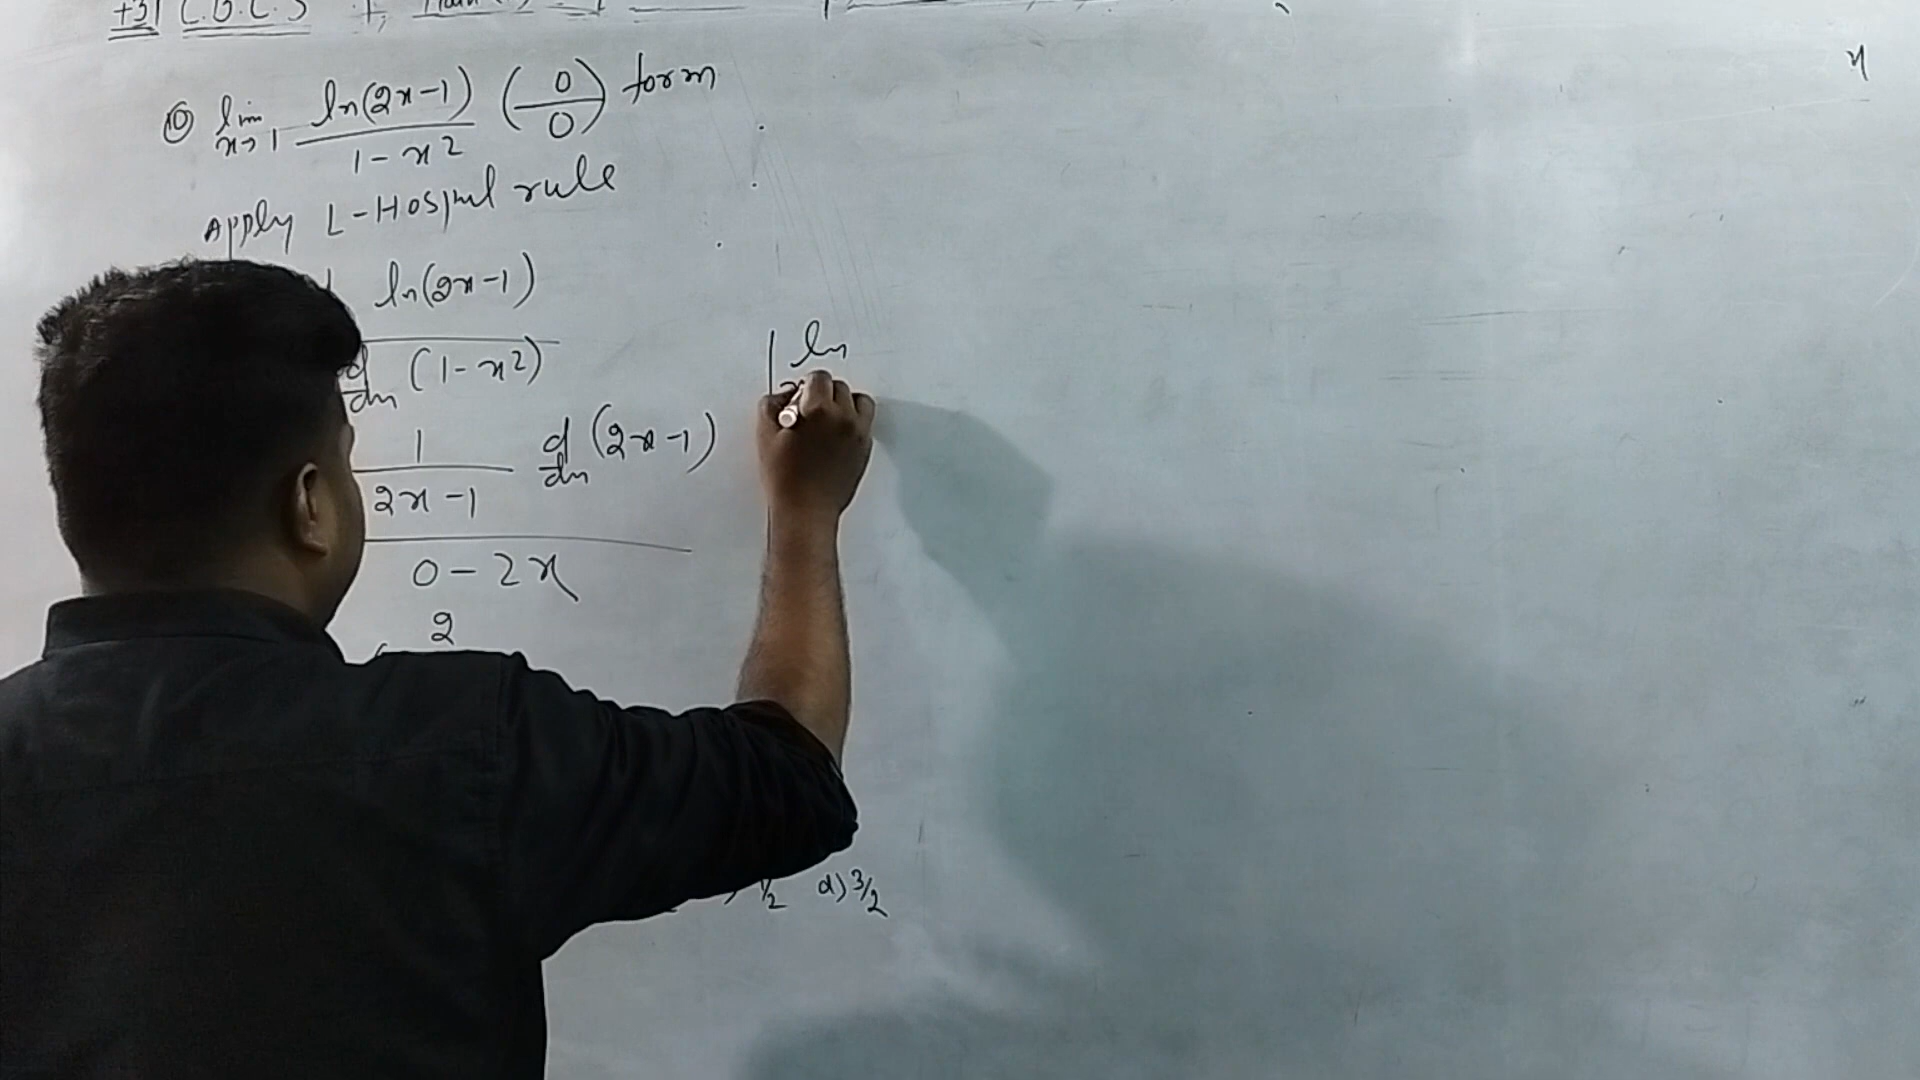 +3 C.B.C.S
⑩ lim x→1 ln(2x-1) / 1-x² (0/0) form
Apply L-Hospital rule
ln(2x-1)
d/dx (1-x²)
1/2x-1 d/dx (2x-1)
0-2x
2
1/2 d) 3/2
ln
x